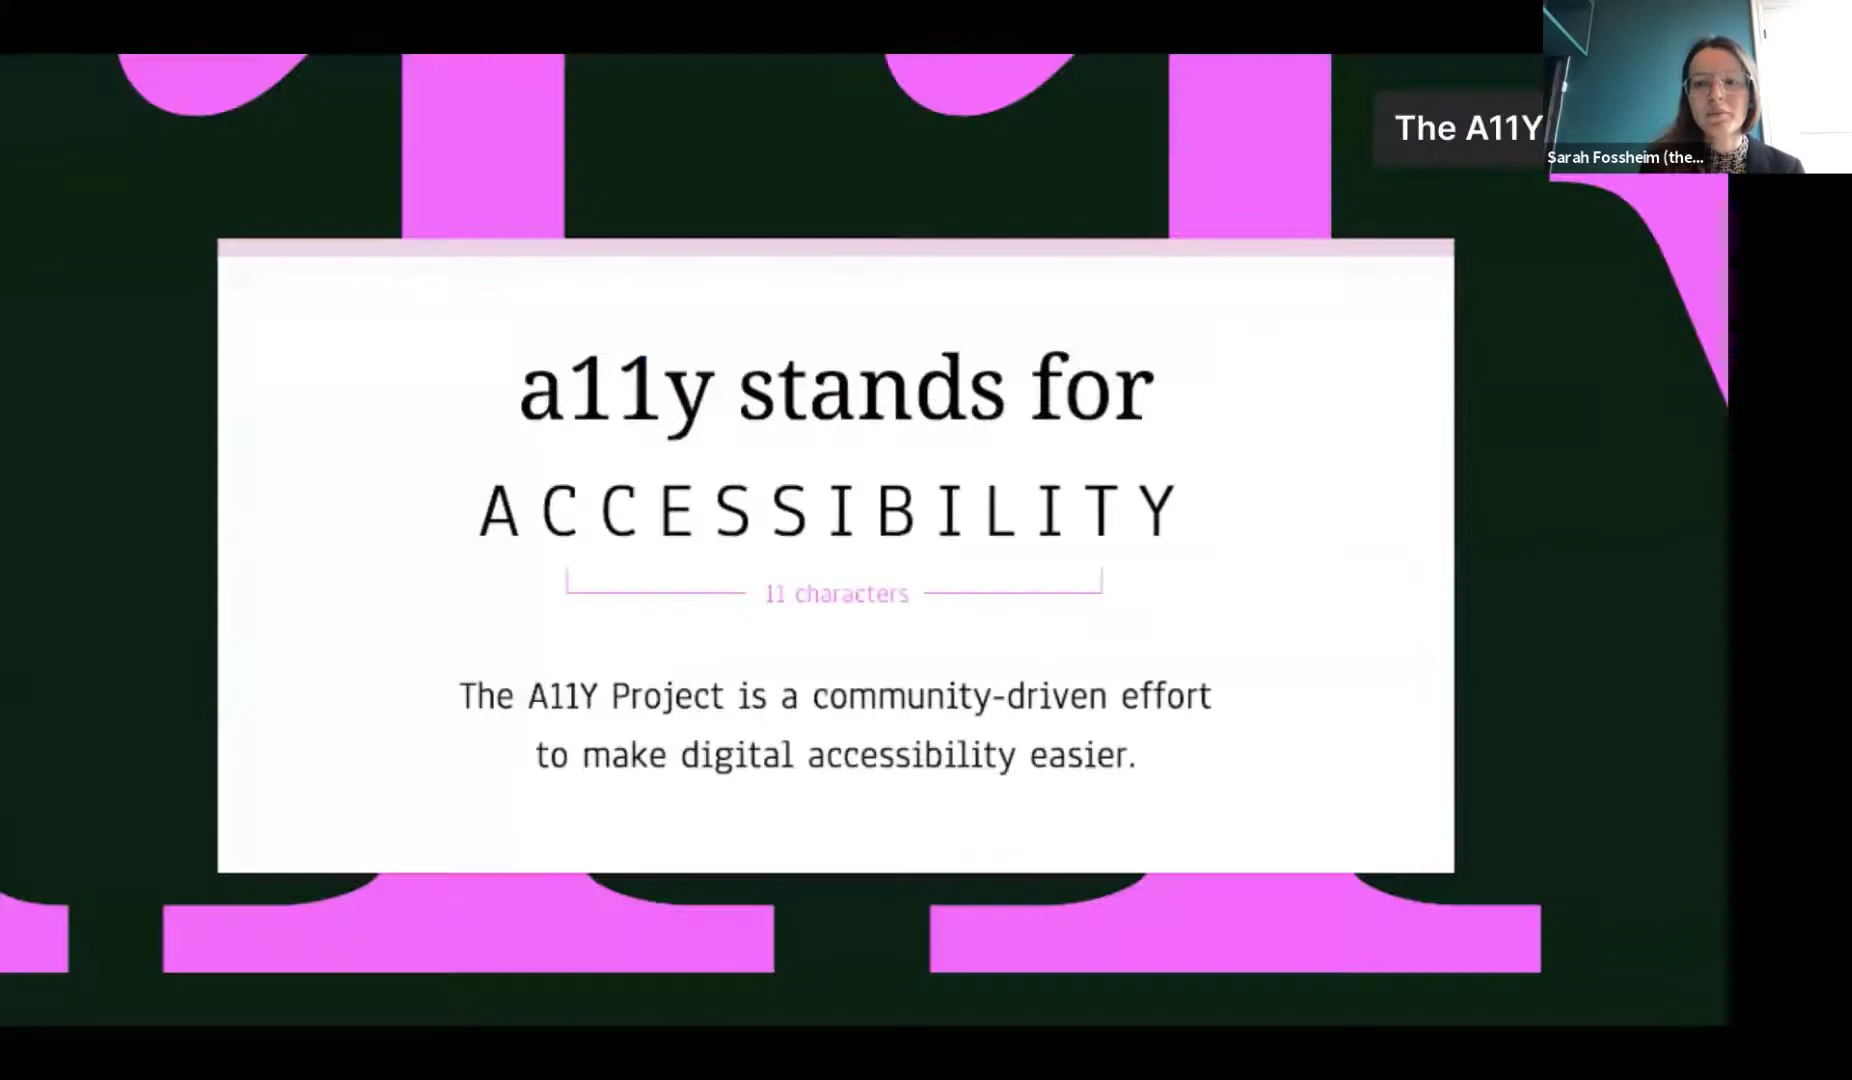 The A11Y
Sarah Fossheim (the...
a11y stands for
ACCESSIBILITY
11 characters
The A11Y Project is a community-driven effort
to make digital accessibility easier.